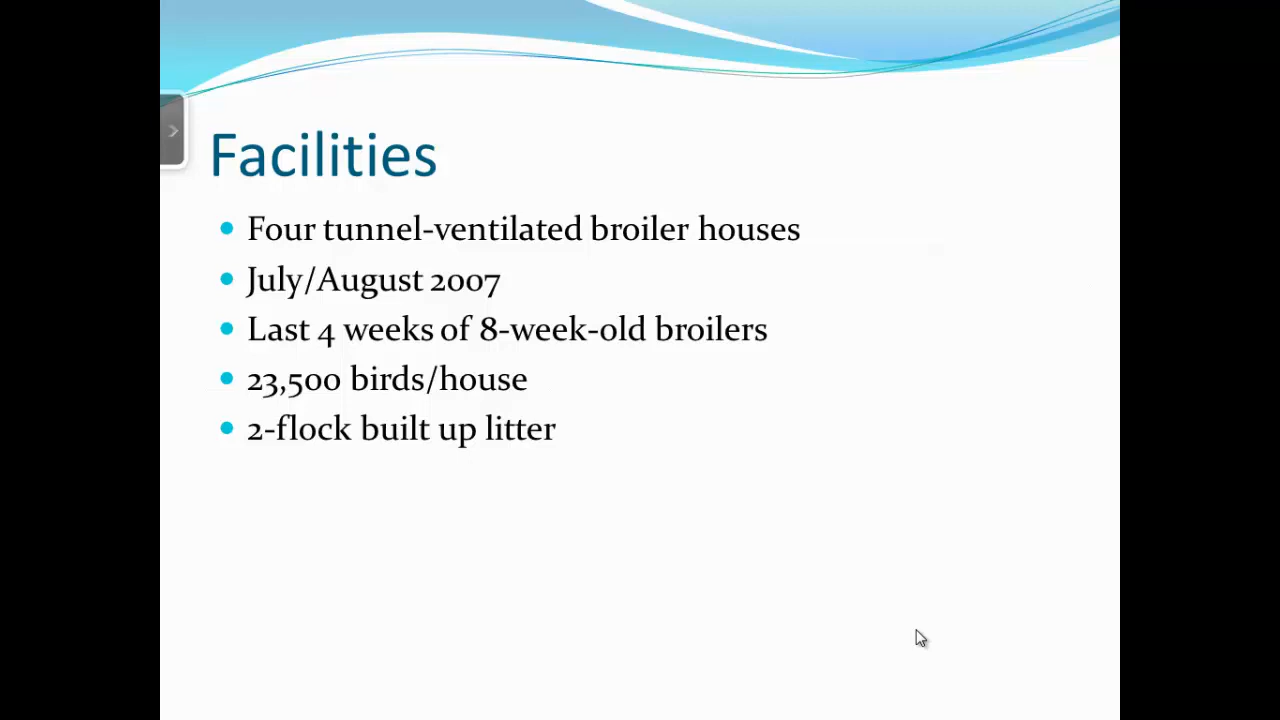 Facilities
Four tunnel-ventilated broiler houses
July/August 2007
Last 4 weeks of 8-week-old broilers
23,500 birds/house
2-flock built up litter